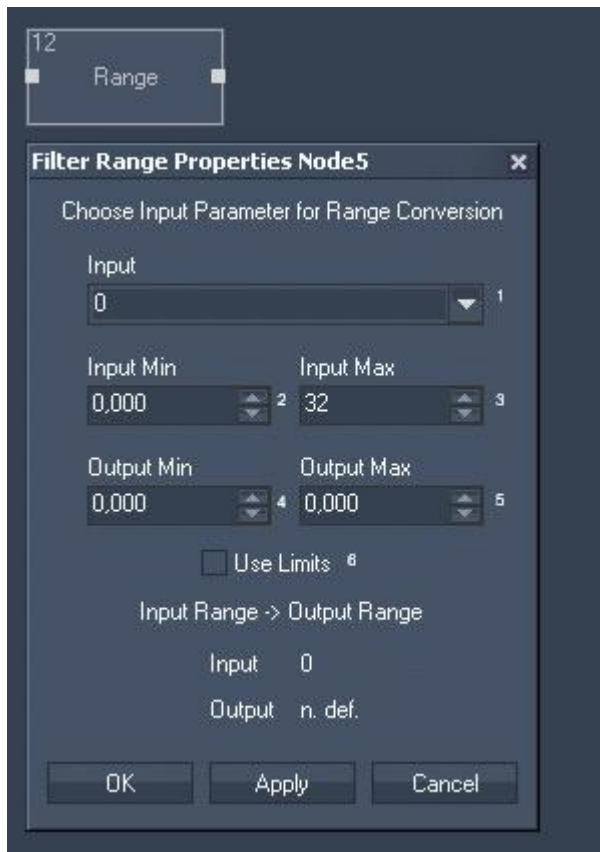 12
Range
Filter Range Properties Node5
Choose Input Parameter for Range Conversion
Input
0 1
Input Min Input Max
0,000 2 32 3
Output Min Output Max
0,000 4 0,000 5
Use Limits 6
Input Range -> Output Range
Input 0
Output n. def.
OK Apply Cancel